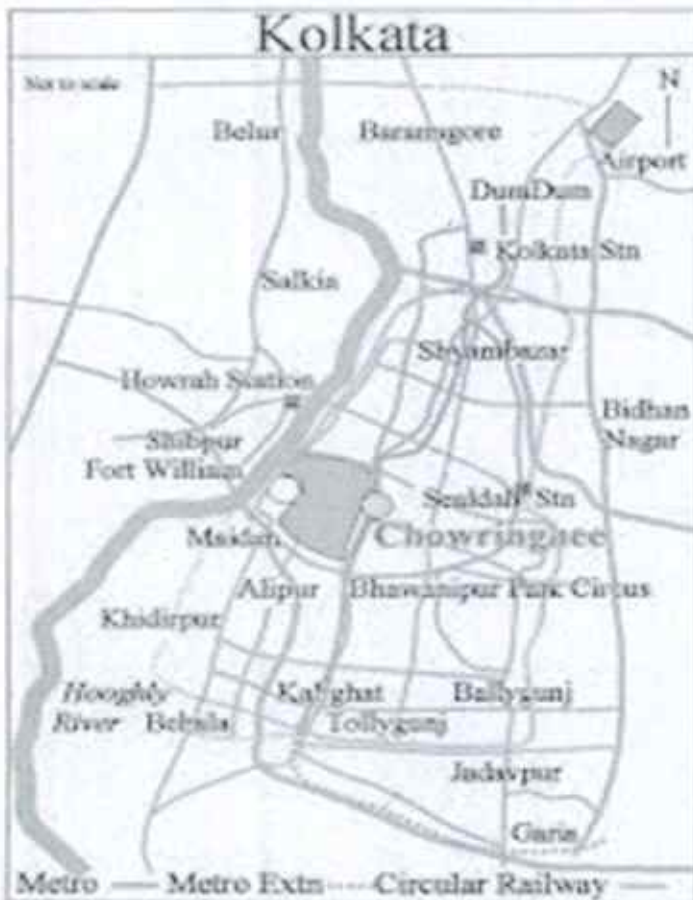 Kolkata
Not to scale
N
Belur
Baranagore
Airport
DumDum
Kolkata Stn
Salkia
Shyambazar
Howrah Station
Bidhan
Nagar
Shibpur
Fort William
Sealdah Stn
Maidan
Chowringhee
Alipur
Bhawanipur
Park Circus
Khidirpur
Hooghly
River
Kalighat
Ballygunj
Behala
Tollygunj
Jadavpur
Garia
Metro
Metro Extn
Circular Railway